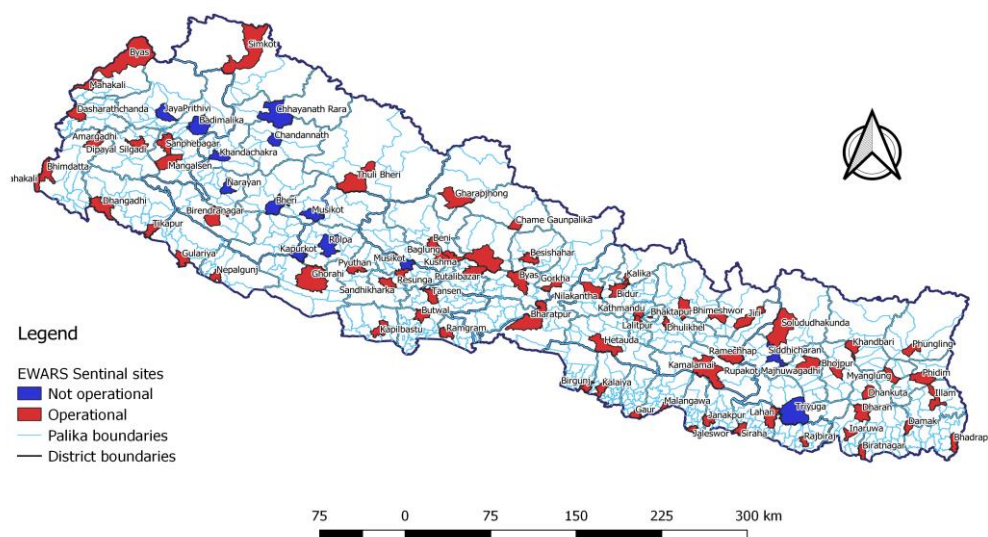 Simkot
Byas
Mahakali
Dasharathchanda
JayaPrithivi
Chhayanath Rara
Badimalika
Amargadhi
Sanphebagar
Chandannath
Dipayal Silgadi
Khandachakra
Bhimdatta
Mangalsen
Thuli Bheri
Narayan
Gharapjhong
Dhangadhi
Bheri
Birendranagar
Musikot
Chame Gaunpalika
Tikapur
Rolpa
Beni
Kapurkot
Baglung
Besishahar
Gulariya
Musikot
Kushma
Nepalgunj
Pyuthan
Ghorahi
Resunga
Putalibazar
Byas
Gorkha
Kalika
Sandhikharka
Tansen
Nilakantha
Bidur
Kathmandu
Bhaktapur
Bhimeshwor
Jiri
Butwal
Bharatpur
Lalitpur
Dhulikhel
Solududhakunda
Kapilbastu
Ramgram
Hetauda
Ramechhap
Siddhicharan
Khandbari
Phungling
Kamalamai
Rupakot
Majhuwagadhi
Bhojpur
Myanglung
Phidim
Birgunj
Kalaiya
Dhankuta
Illam
Gaur
Malangawa
Janakpur
Lahan
Triyuga
Dharan
Damak
Jaleswor
Siraha
Rajbiraj
Inaruwa
Biratnagar
Bhadrap
Legend
EWARS Sentinal sites
Not operational
Operational
Palika boundaries
District boundaries
75 0 75 150 225 300 km